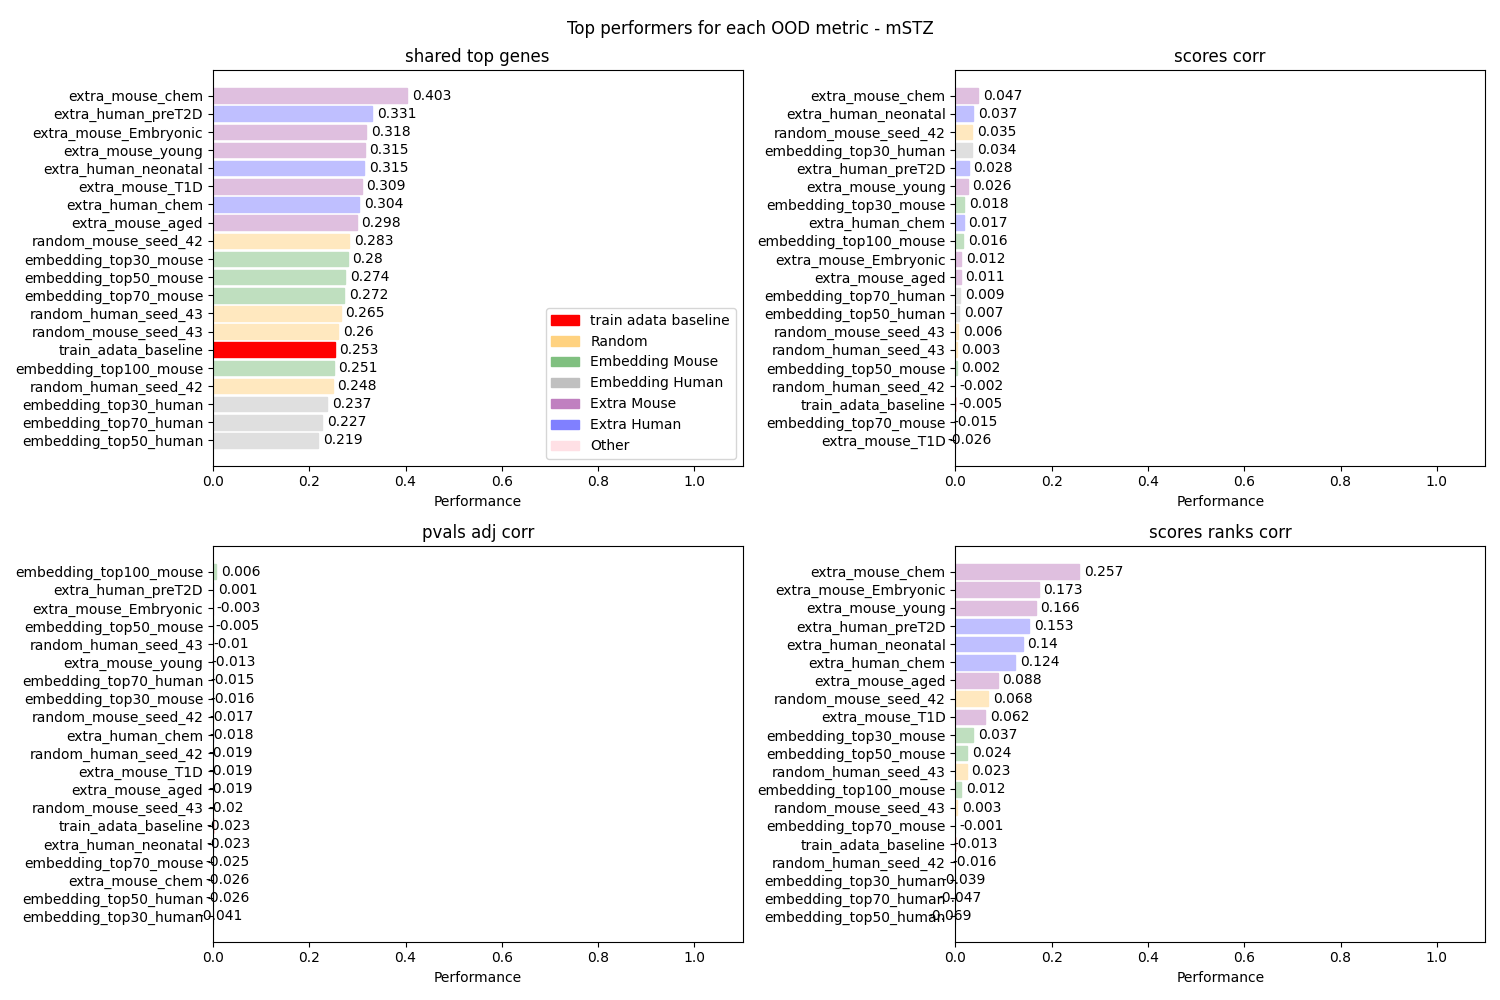 Top performers for each OOD metric - mSTZ
shared top genes
extra_mouse_chem 0.403
extra_human_preT2D 0.331
extra_mouse_Embryonic 0.318
extra_mouse_young 0.315
extra_human_neonatal 0.315
extra_mouse_T1D 0.309
extra_human_chem 0.304
extra_mouse_aged 0.298
random_mouse_seed_42 0.283
embedding_top30_mouse 0.28
embedding_top50_mouse 0.274
embedding_top70_mouse 0.272
random_human_seed_43 0.265
random_mouse_seed_43 0.26
train_adata_baseline 0.253
embedding_top100_mouse 0.251
random_human_seed_42 0.248
embedding_top30_human 0.237
embedding_top70_human 0.227
embedding_top50_human 0.219
train adata baseline
Random
Embedding Mouse
Embedding Human
Extra Mouse
Extra Human
Other
0.0 0.2 0.4 0.6 0.8 1.0
Performance
scores corr
extra_mouse_chem 0.047
extra_human_neonatal 0.037
random_mouse_seed_42 0.035
embedding_top30_human 0.034
extra_human_preT2D 0.028
extra_mouse_young 0.026
embedding_top30_mouse 0.018
extra_human_chem 0.017
embedding_top100_mouse 0.016
extra_mouse_Embryonic 0.012
extra_mouse_aged 0.011
embedding_top70_human 0.009
embedding_top50_human 0.007
random_mouse_seed_43 0.006
random_human_seed_43 0.003
embedding_top50_mouse 0.002
random_human_seed_42 -0.002
train_adata_baseline -0.005
embedding_top70_mouse -0.015
extra_mouse_T1D -0.026
0.0 0.2 0.4 0.6 0.8 1.0
Performance
pvals adj corr
embedding_top100_mouse 0.006
extra_human_preT2D 0.001
extra_mouse_Embryonic -0.003
embedding_top50_mouse -0.005
random_human_seed_43 -0.01
extra_mouse_young -0.013
embedding_top70_human -0.015
embedding_top30_mouse -0.016
random_mouse_seed_42 -0.017
extra_human_chem -0.018
random_human_seed_42 -0.019
extra_mouse_T1D -0.019
extra_mouse_aged -0.019
random_mouse_seed_43 -0.02
train_adata_baseline -0.023
extra_human_neonatal -0.023
embedding_top70_mouse -0.025
extra_mouse_chem -0.026
embedding_top50_human -0.026
embedding_top30_human -0.041
0.0 0.2 0.4 0.6 0.8 1.0
Performance
scores ranks corr
extra_mouse_chem 0.257
extra_mouse_Embryonic 0.173
extra_mouse_young 0.166
extra_human_preT2D 0.153
extra_human_neonatal 0.14
extra_human_chem 0.124
extra_mouse_aged 0.088
random_mouse_seed_42 0.068
extra_mouse_T1D 0.062
embedding_top30_mouse 0.037
embedding_top50_mouse 0.024
random_human_seed_43 0.023
embedding_top100_mouse 0.012
random_mouse_seed_43 0.003
embedding_top70_mouse -0.001
train_adata_baseline -0.013
random_human_seed_42 -0.016
embedding_top30_human -0.039
embedding_top70_human -0.047
embedding_top50_human -0.069
0.0 0.2 0.4 0.6 0.8 1.0
Performance